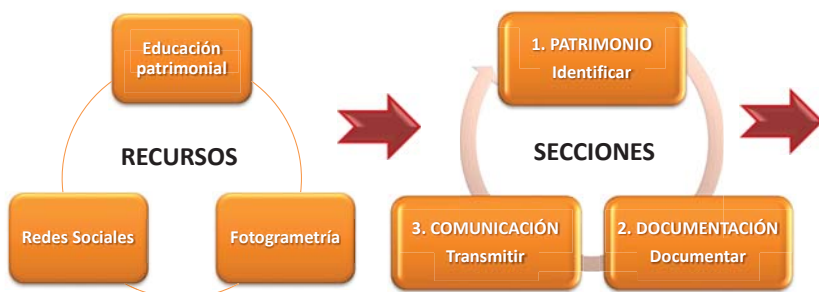 Educación
patrimonial
RECURSOS
Redes Sociales
Fotogrametría
1. PATRIMONIO
Identificar
SECCIONES
3. COMUNICACIÓN
Transmitir
2. DOCUMENTACIÓN
Documentar